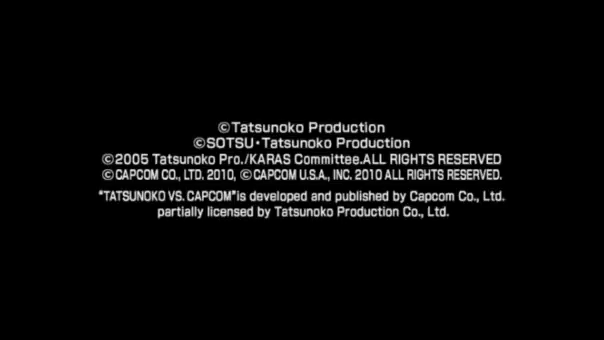 ©Tatsunoko Production
©SOTSU・Tatsunoko Production
©2005 Tatsunoko Pro./KARAS Committee.ALL RIGHTS RESERVED
©CAPCOM CO., LTD. 2010, ©CAPCOM U.S.A., INC. 2010 ALL RIGHTS RESERVED.
"TATSUNOKO VS. CAPCOM"is developed and published by Capcom Co., Ltd.
partially licensed by Tatsunoko Production Co., Ltd.